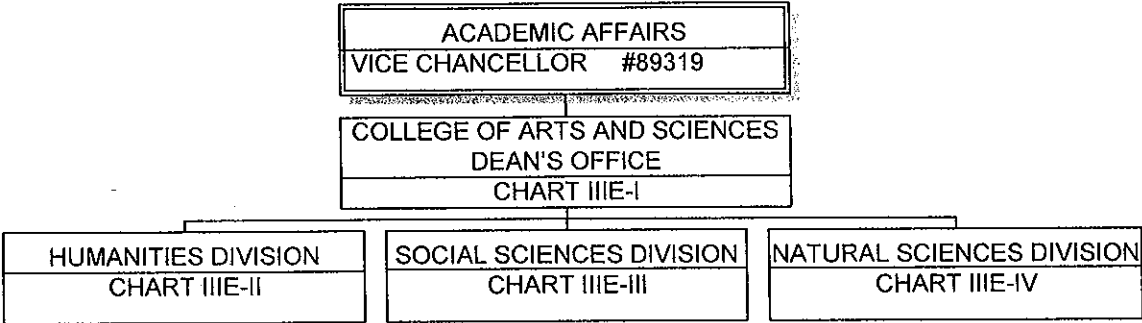 ACADEMIC AFFAIRS
VICE CHANCELLOR #89319
COLLEGE OF ARTS AND SCIENCES
DEAN'S OFFICE
CHART IIIE-I
HUMANITIES DIVISION
CHART IIIE-II
SOCIAL SCIENCES DIVISION
CHART IIIE-III
NATURAL SCIENCES DIVISION
CHART IIIE-IV